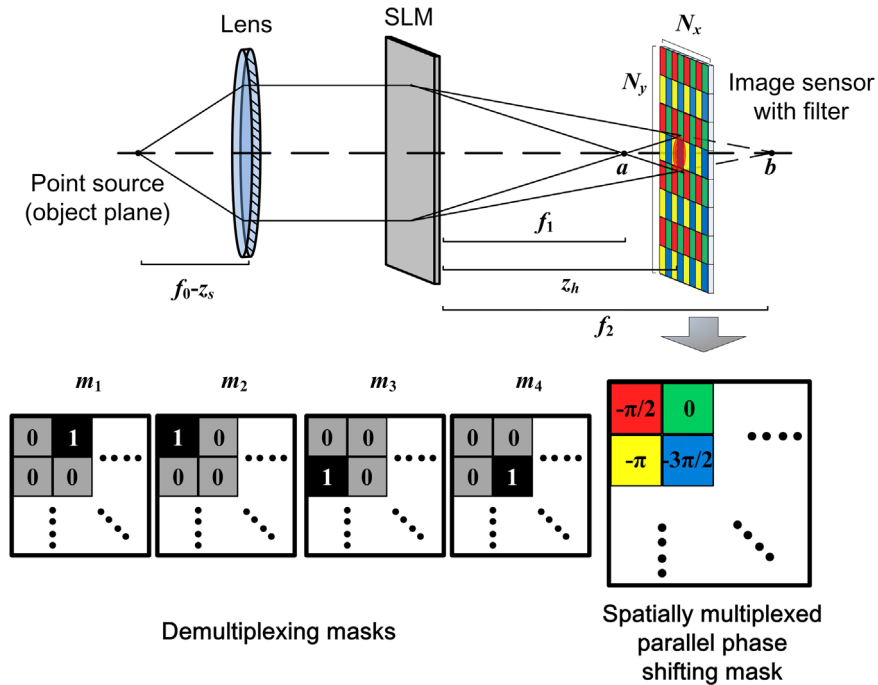 Lens
SLM
Nx
Ny
Image sensor
with filter
Point source
(object plane)
a
b
f1
f0-zs
zh
f2
m1
m2
m3
m4
0 1
0 0
1 0
0 0
0 0
1 0
0 0
0 1
-π/2 0
-π -3π/2
Demultiplexing masks
Spatially multiplexed
parallel phase
shifting mask